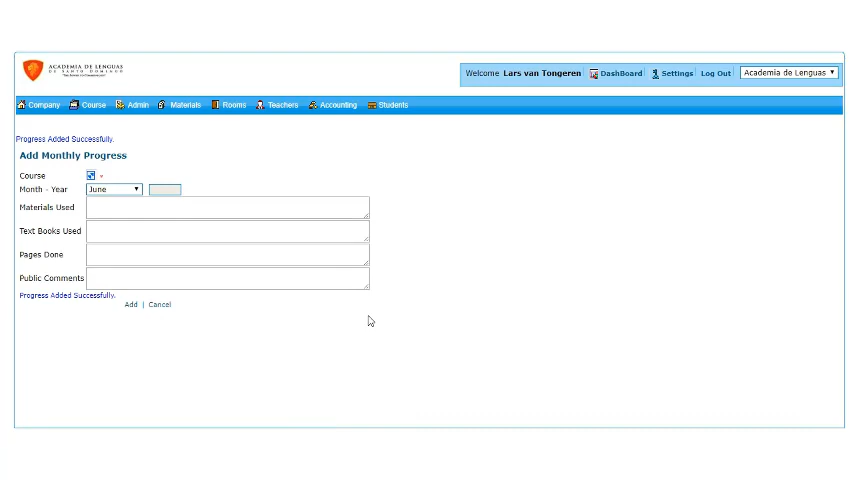 ACADEMIA DE LENGUAS
DE SANTO DOMINGO
Welcome Lars van Tongeren DashBoard Settings Log Out Academia de Lenguas
Company Course Admin Materials Rooms Teachers Accounting Students
Progress Added Successfully.
Add Monthly Progress
Course *
Month - Year June
Materials Used
Text Books Used
Pages Done
Public Comments
Progress Added Successfully.
Add | Cancel